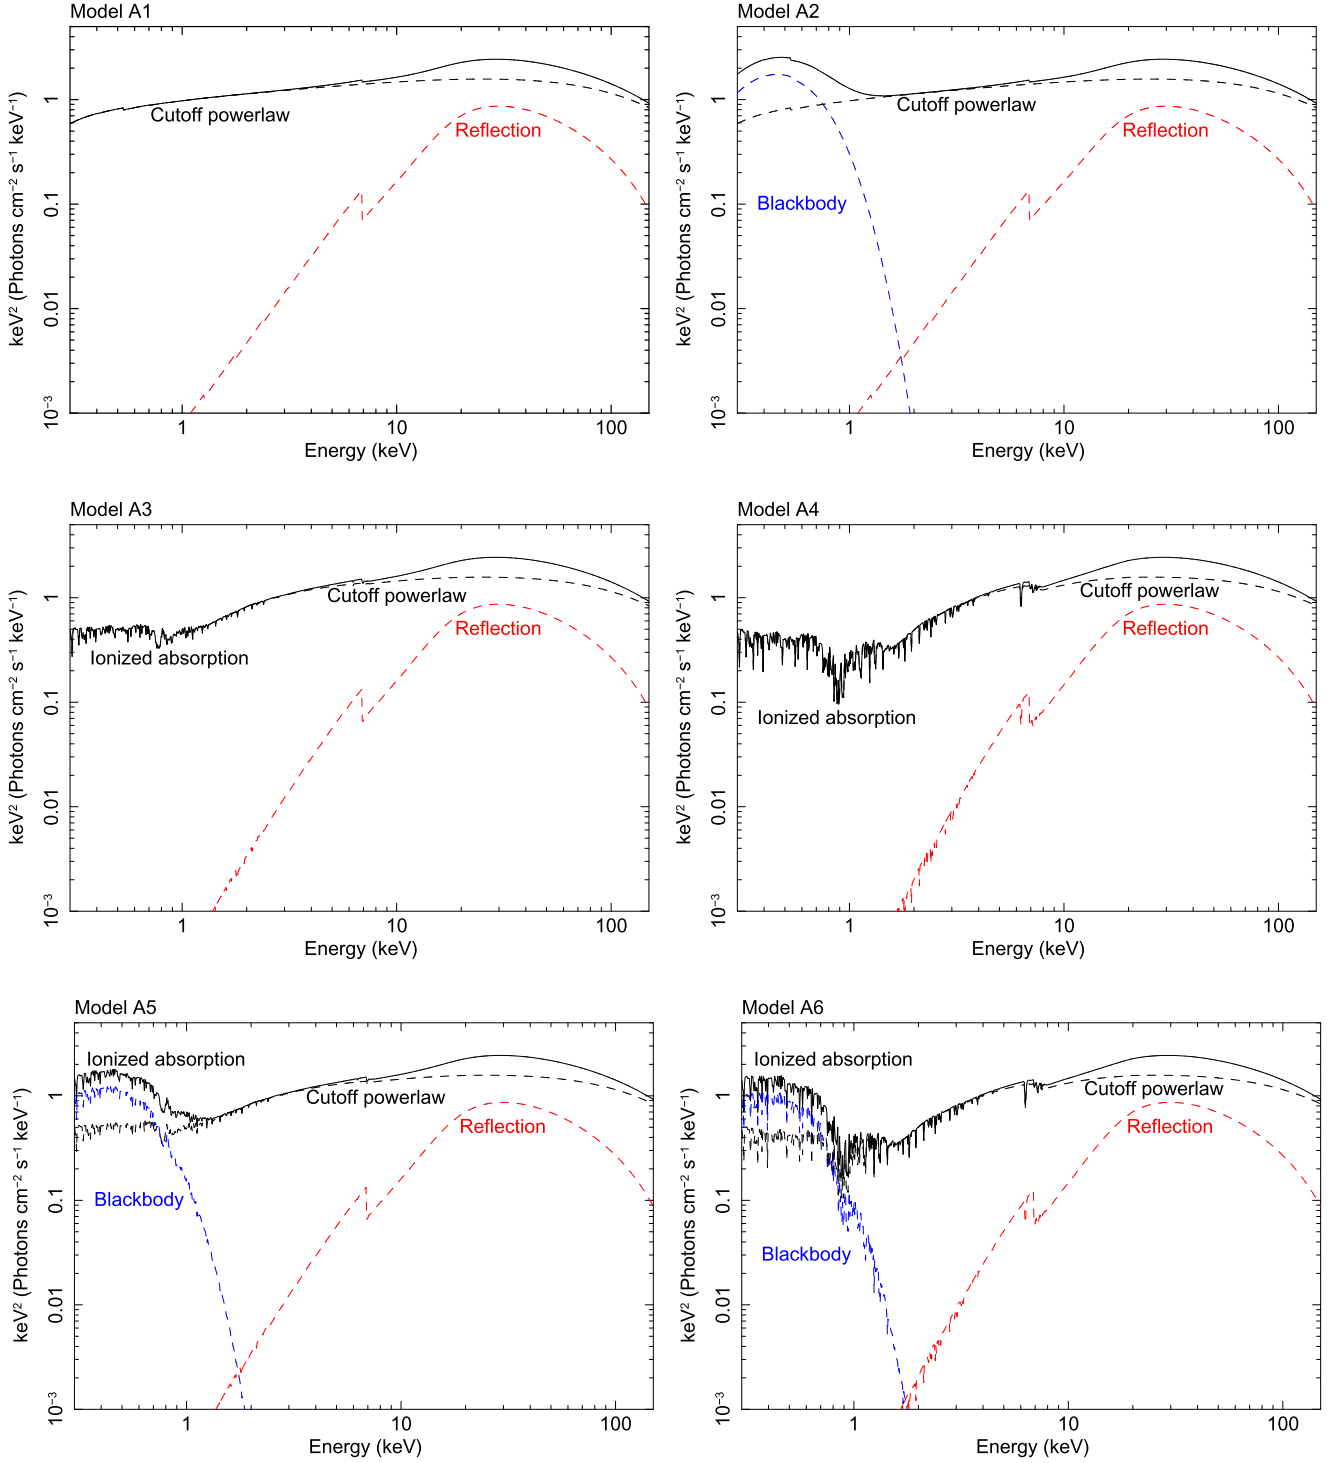 Model A1
keV² (Photons cm⁻² s⁻¹ keV⁻¹)
1
0.1
0.01
10⁻³
Cutoff powerlaw
Reflection
1 10 100
Energy (keV)
Model A2
keV² (Photons cm⁻² s⁻¹ keV⁻¹)
1
0.1
0.01
10⁻³
Cutoff powerlaw
Reflection
Blackbody
1 10 100
Energy (keV)
Model A3
keV² (Photons cm⁻² s⁻¹ keV⁻¹)
1
0.1
0.01
10⁻³
Cutoff powerlaw
Reflection
Ionized absorption
1 10 100
Energy (keV)
Model A4
keV² (Photons cm⁻² s⁻¹ keV⁻¹)
1
0.1
0.01
10⁻³
Cutoff powerlaw
Reflection
Ionized absorption
1 10 100
Energy (keV)
Model A5
keV² (Photons cm⁻² s⁻¹ keV⁻¹)
1
0.1
0.01
10⁻³
Ionized absorption
Cutoff powerlaw
Reflection
Blackbody
1 10 100
Energy (keV)
Model A6
keV² (Photons cm⁻² s⁻¹ keV⁻¹)
1
0.1
0.01
10⁻³
Ionized absorption
Cutoff powerlaw
Reflection
Blackbody
1 10 100
Energy (keV)